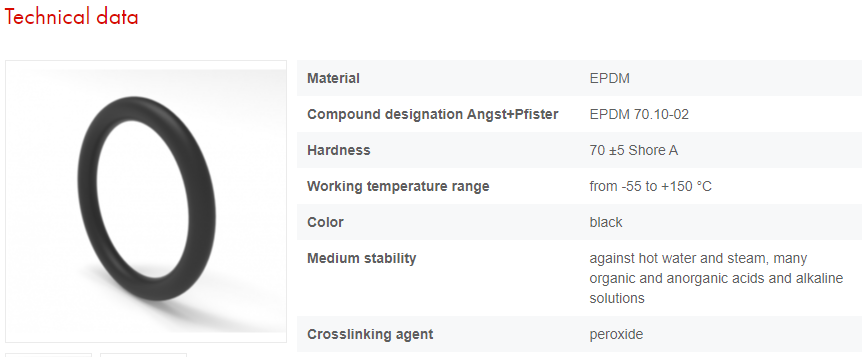 Technical data
Material EPDM
Compound designation Angst+Pfister EPDM 70.10-02
Hardness 70 ±5 Shore A
Working temperature range from -55 to +150 °C
Color black
Medium stability against hot water and steam, many
organic and anorganic acids and alkaline
solutions
Crosslinking agent peroxide